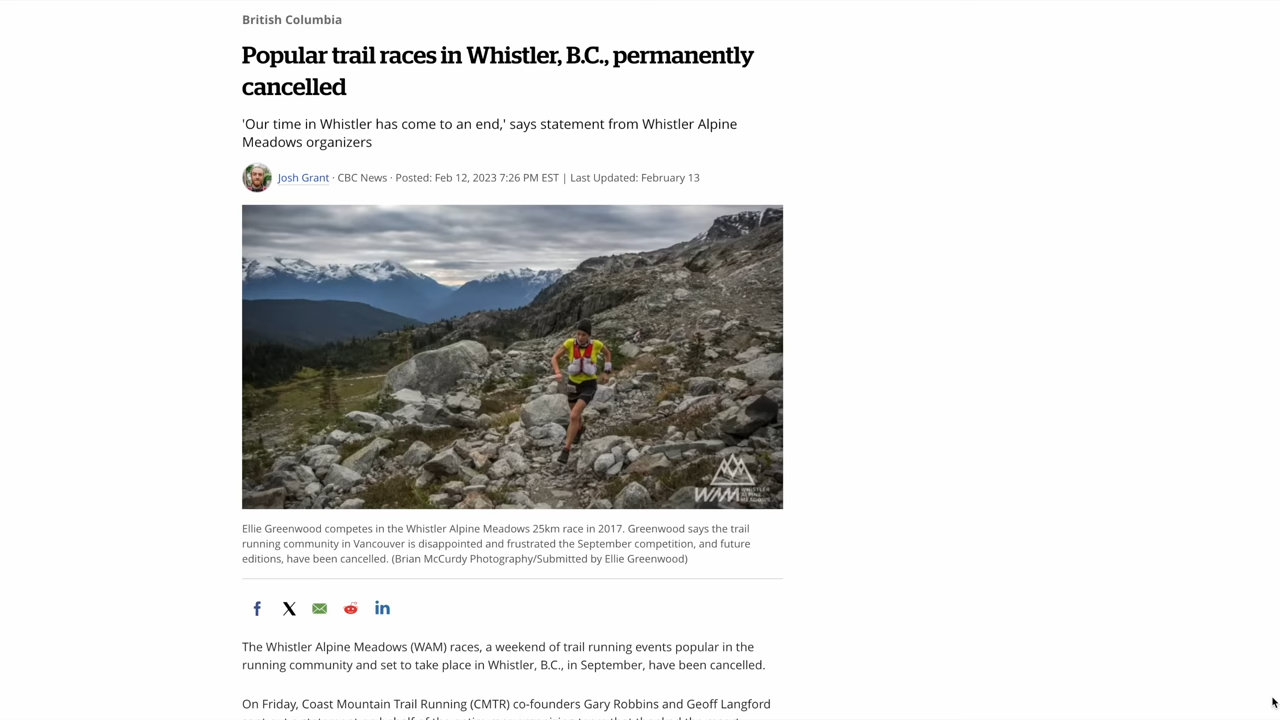 British Columbia
Popular trail races in Whistler, B.C., permanently
cancelled
'Our time in Whistler has come to an end,' says statement from Whistler Alpine
Meadows organizers
Josh Grant · CBC News · Posted: Feb 12, 2023 7:26 PM EST | Last Updated: February 13
WAM WHISTLER
ALPINE
MEADOWS
Ellie Greenwood competes in the Whistler Alpine Meadows 25km race in 2017. Greenwood says the trail
running community in Vancouver is disappointed and frustrated the September competition, and future
editions, have been cancelled. (Brian McCurdy Photography/Submitted by Ellie Greenwood)
The Whistler Alpine Meadows (WAM) races, a weekend of trail running events popular in the
running community and set to take place in Whistler, B.C., in September, have been cancelled.
On Friday, Coast Mountain Trail Running (CMTR) co-founders Gary Robbins and Geoff Langford